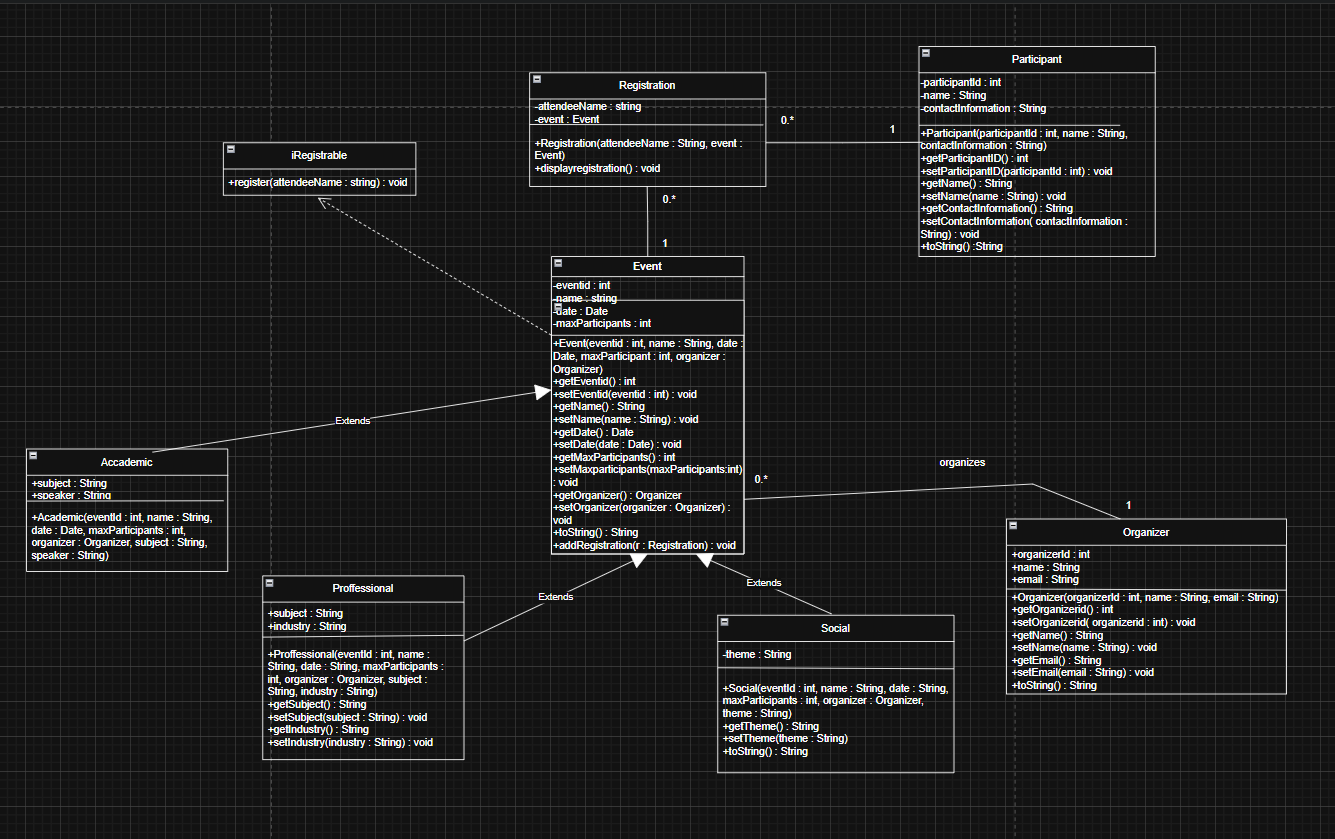 Participant
-participantId : int
-name : String
-contactInformation : String
+Participant(participantId : int, name : String,
contactInformation : String)
+getParticipantID() : int
+setParticipantID(participantId : int) : void
+getName() : String
+setName(name : String) : void
+getContactInformation() : String
+setContactInformation( contactInformation :
String) : void
+toString() :String
Registration
-attendeeName : string
-event : Event
+Registration(attendeeName : String, event :
Event)
+displayregistration() : void
0.*
1
iRegistrable
+register(attendeeName : string) : void
0.*
1
Event
-eventid : int
-name : string
-date : Date
-maxParticipants : int
+Event(eventid : int, name : String, date :
Date, maxParticipant : int, organizer :
Organizer)
+getEventid() : int
+setEventid(eventid : int) : void
+getName() : String
+setName(name : String) : void
+getDate() : Date
+setDate(date : Date) : void
+getMaxParticipants() : int
+setMaxparticipants(maxParticipants:int)
: void
+getOrganizer() : Organizer
+setOrganizer(organizer : Organizer) :
void
+toString() : String
+addRegistration(r : Registration) : void
Extends
Accademic
+subject : String
+speaker : String
+Academic(eventId : int, name : String,
date : Date, maxParticipants : int,
organizer : Organizer, subject : String,
speaker : String)
organizes
0.*
1
Organizer
+organizerId : int
+name : String
+email : String
+Organizer(organizerId : int, name : String, email : String)
+getOrganizerid() : int
+setOrganizerid( organizerid : int) : void
+getName() : String
+setName(name : String) : void
+getEmail() : String
+setEmail(email : String) : void
+toString() : String
Extends
Extends
Proffessional
+subject : String
+industry : String
+Proffessional(eventId : int, name :
String, date : String, maxParticipants :
int, organizer : Organizer, subject :
String, industry : String)
+getSubject() : String
+setSubject(subject : String) : void
+getIndustry() : String
+setIndustry(industry : String) : void
Social
-theme : String
+Social(eventId : int, name : String, date : String,
maxParticipants : int, organizer : Organizer,
theme : String)
+getTheme() : String
+setTheme(theme : String)
+toString() : String